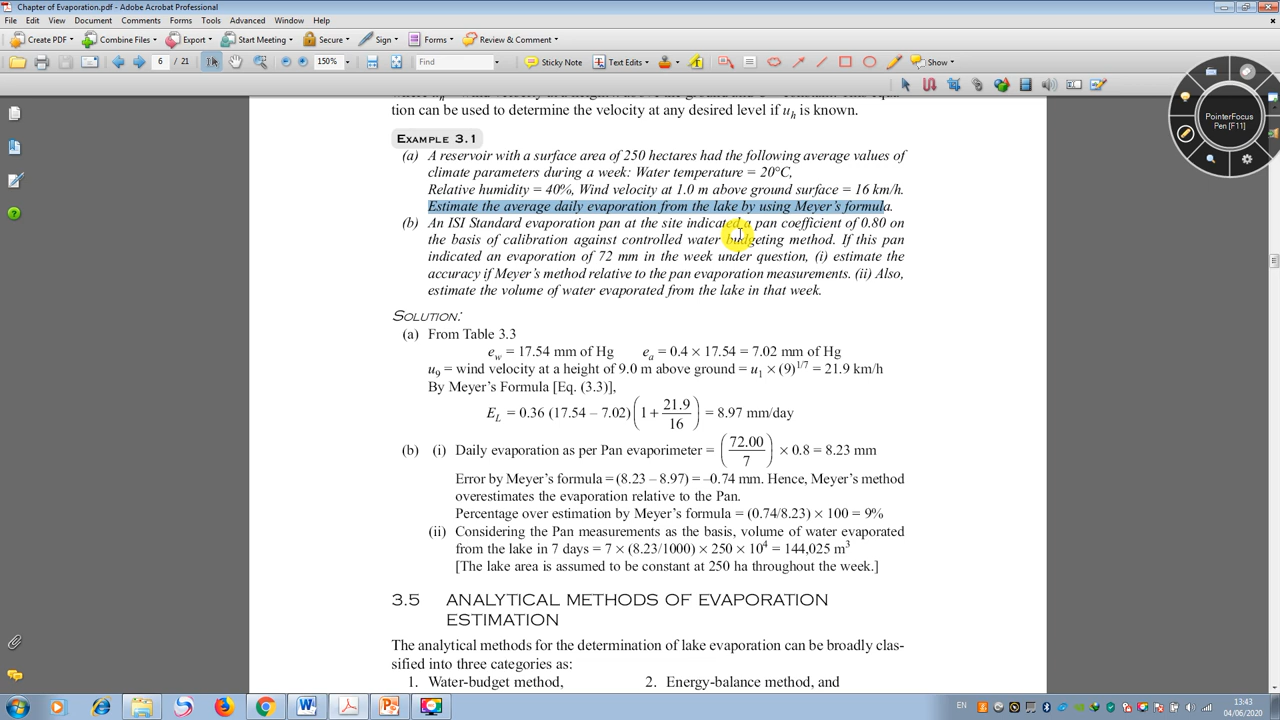 Chapter of Evaporation.pdf - Adobe Acrobat Pro
File Edit View Document Comments Forms Tools Advanced Window Help
Create PDF Combine Files Export Start Meeting Secure Sign Forms Review & Comment
6 / 21 150% Find Sticky Note Text Edits Show
tion can be used to determine the velocity at any desired level if u_h is known.
PointerFocus
Pen [F11]
EXAMPLE 3.1
(a) A reservoir with a surface area of 250 hectares had the following average values of
climate parameters during a week: Water temperature = 20°C,
Relative humidity = 40%, Wind velocity at 1.0 m above ground surface = 16 km/h.
Estimate the average daily evaporation from the lake by using Meyer's formula.
(b) An ISI Standard evaporation pan at the site indicated a pan coefficient of 0.80 on
the basis of calibration against controlled water budgeting method. If this pan
indicated an evaporation of 72 mm in the week under question, (i) estimate the
accuracy if Meyer's method relative to the pan evaporation measurements. (ii) Also,
estimate the volume of water evaporated from the lake in that week.
SOLUTION:
(a) From Table 3.3
e_w = 17.54 mm of Hg e_a = 0.4 × 17.54 = 7.02 mm of Hg
u_9 = wind velocity at a height of 9.0 m above ground = u_1 × (9)^1/7 = 21.9 km/h
By Meyer's Formula [Eq. (3.3)],
E_L = 0.36 (17.54 – 7.02) (1 + 21.9/16) = 8.97 mm/day
(b) (i) Daily evaporation as per Pan evaporimeter = (72.00/7) × 0.8 = 8.23 mm
Error by Meyer's formula = (8.23 – 8.97) = –0.74 mm. Hence, Meyer's method
overestimates the evaporation relative to the Pan.
Percentage over estimation by Meyer's formula = (0.74/8.23) × 100 = 9%
(ii) Considering the Pan measurements as the basis, volume of water evaporated
from the lake in 7 days = 7 × (8.23/1000) × 250 × 10^4 = 144,025 m^3
[The lake area is assumed to be constant at 250 ha throughout the week.]
3.5 ANALYTICAL METHODS OF EVAPORATION
ESTIMATION
The analytical methods for the determination of lake evaporation can be broadly clas-
sified into three categories as:
1. Water-budget method, 2. Energy-balance method, and
EN 13:43
04/06/2020